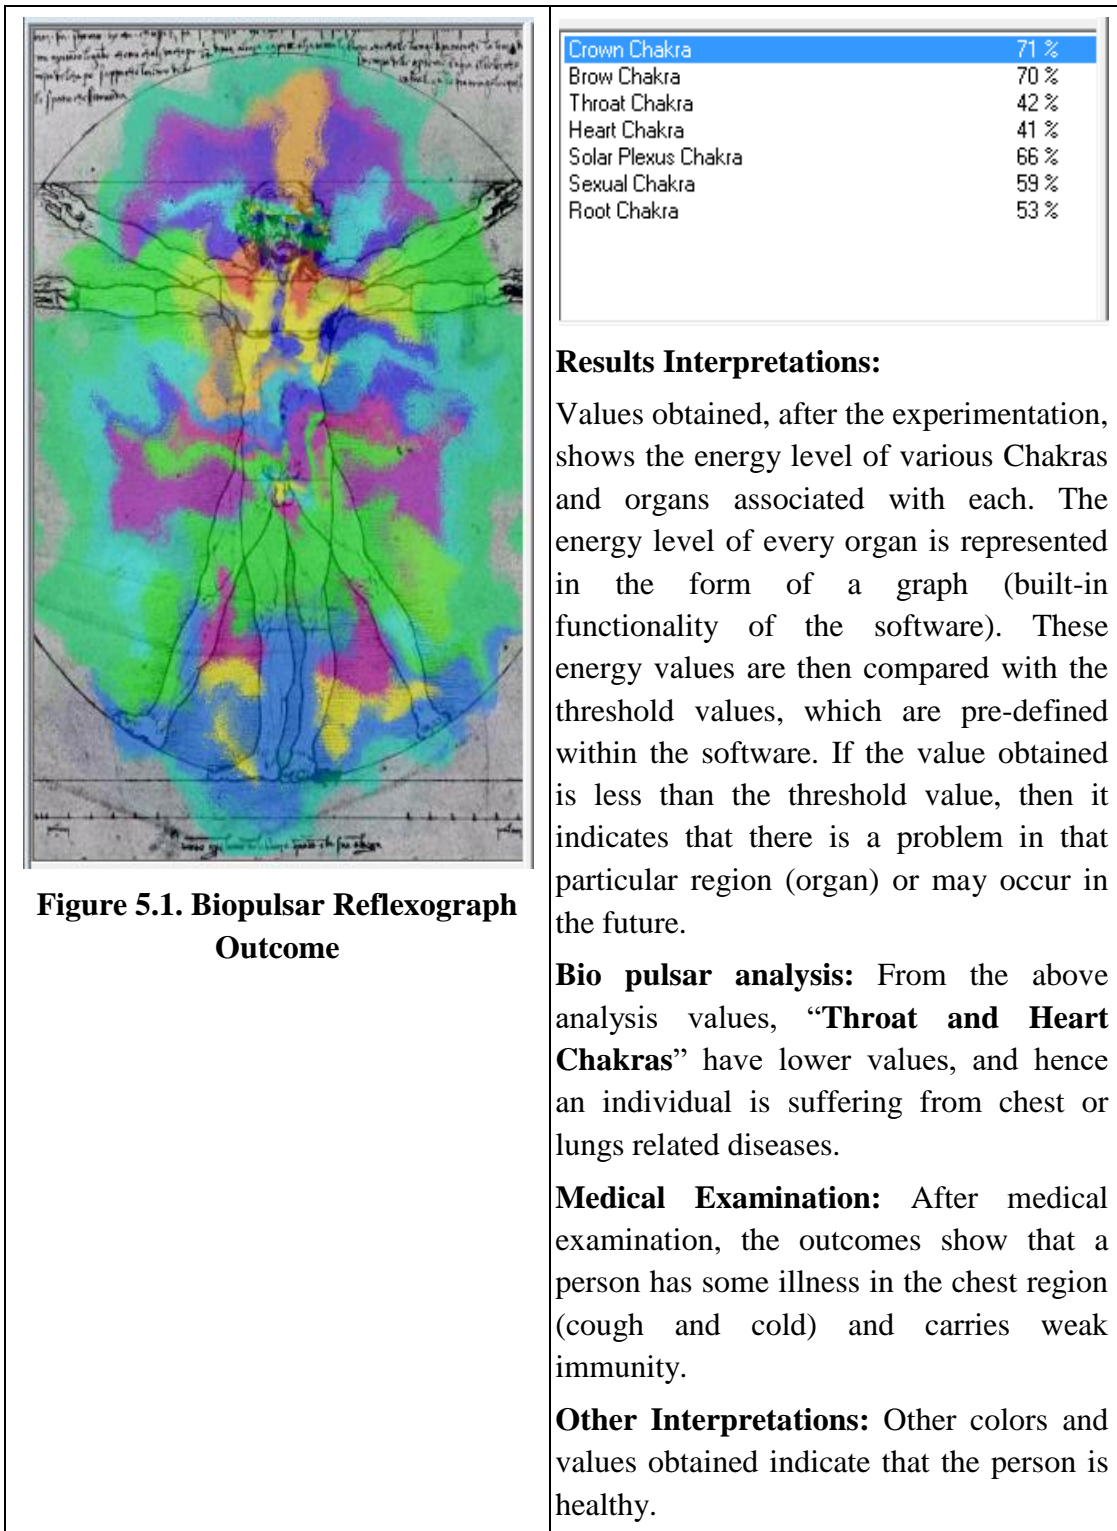 Figure 5.1. Biopulsar Reflexograph
Outcome
Crown Chakra 71 %
Brow Chakra 70 %
Throat Chakra 42 %
Heart Chakra 41 %
Solar Plexus Chakra 66 %
Sexual Chakra 59 %
Root Chakra 53 %
Results Interpretations:
Values obtained, after the experimentation,
shows the energy level of various Chakras
and organs associated with each. The
energy level of every organ is represented
in the form of a graph (built-in
functionality of the software). These
energy values are then compared with the
threshold values, which are pre-defined
within the software. If the value obtained
is less than the threshold value, then it
indicates that there is a problem in that
particular region (organ) or may occur in
the future.
Bio pulsar analysis: From the above
analysis values, “Throat and Heart
Chakras” have lower values, and hence
an individual is suffering from chest or
lungs related diseases.
Medical Examination: After medical
examination, the outcomes show that a
person has some illness in the chest region
(cough and cold) and carries weak
immunity.
Other Interpretations: Other colors and
values obtained indicate that the person is
healthy.